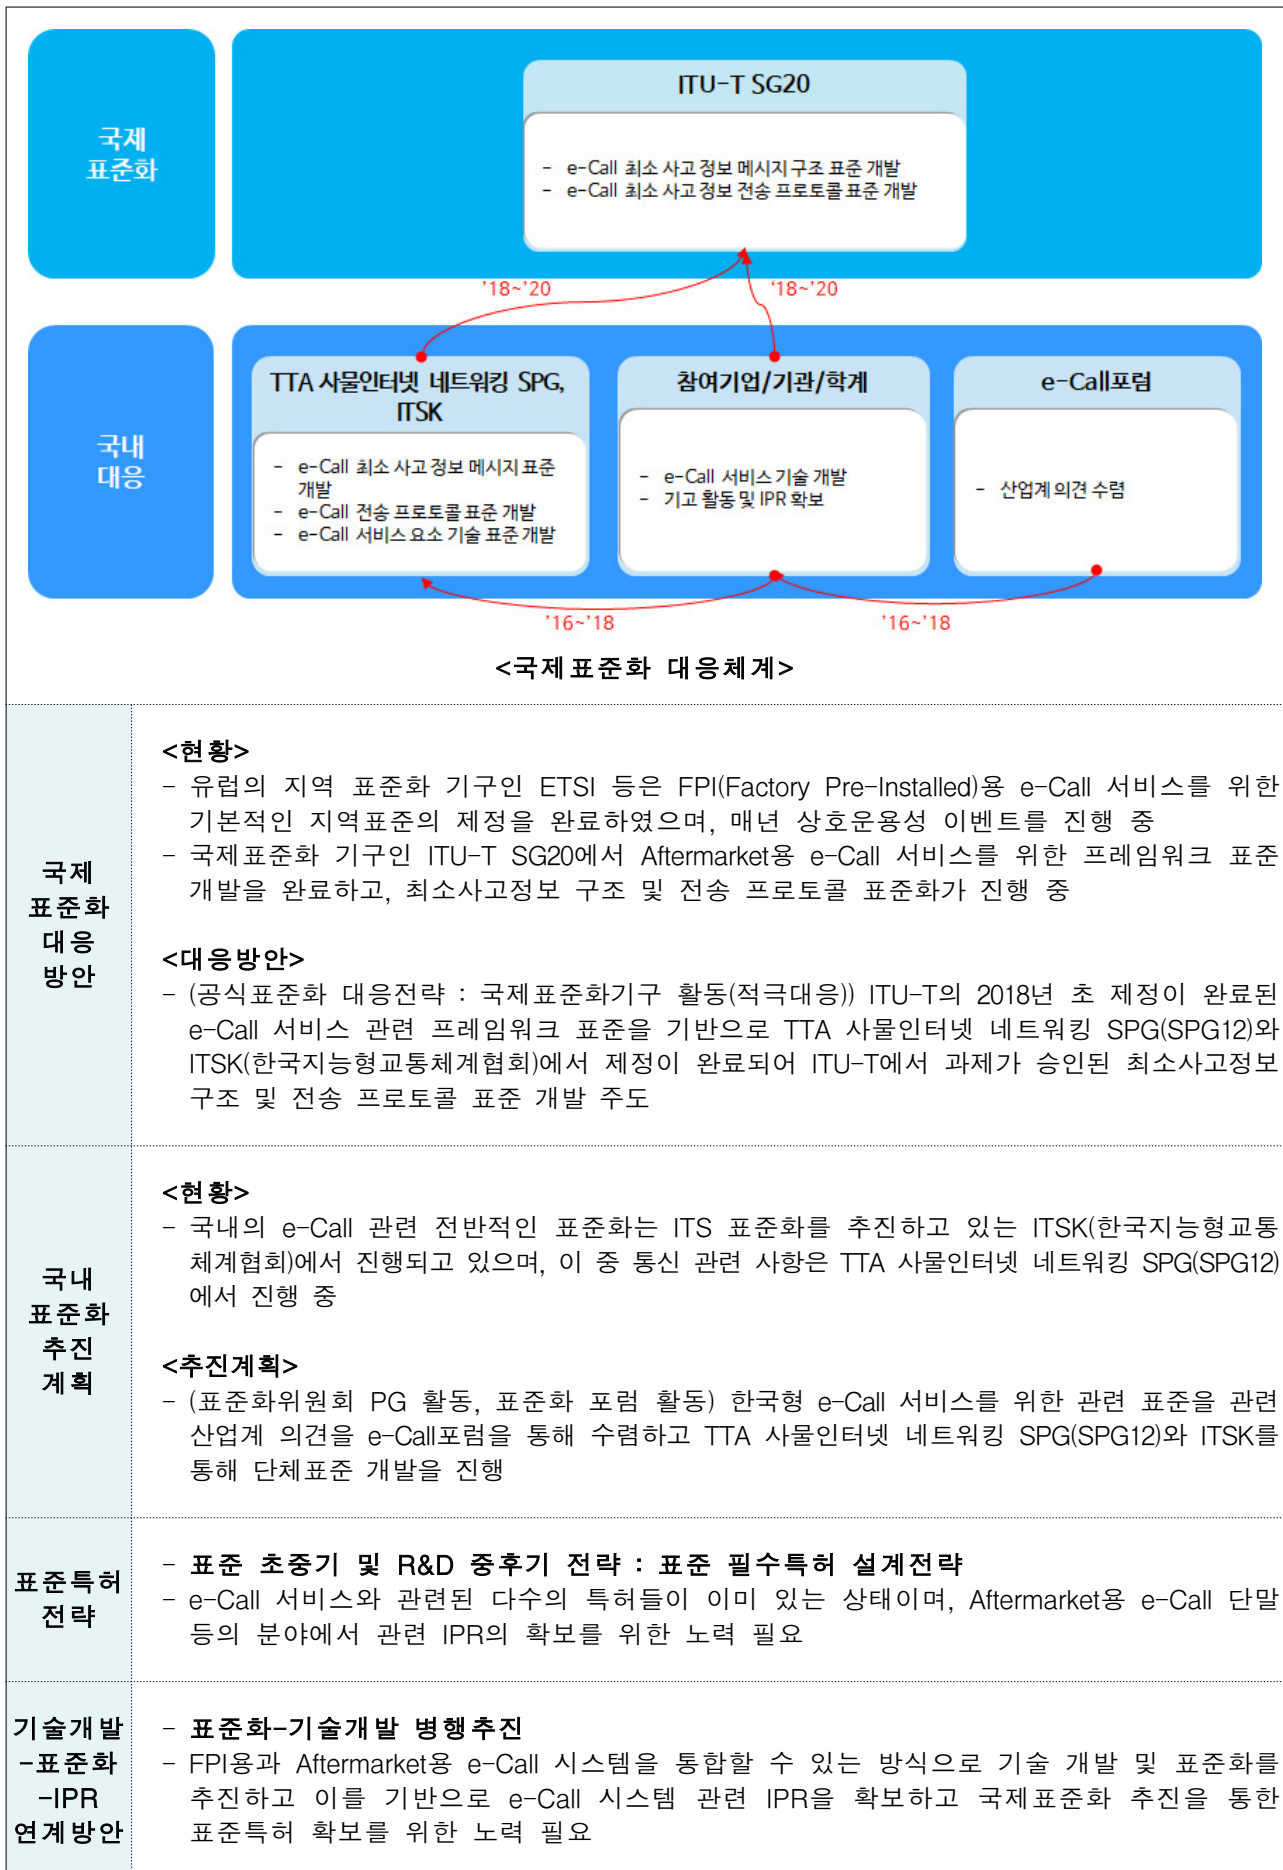 국제
표준화
ITU-T SG20
- e-Call 최소 사고 정보 메시지 구조 표준 개발
- e-Call 최소 사고 정보 전송 프로토콜 표준 개발
'18~'20
'18~'20
국내
대응
TTA 사물인터넷 네트워킹 SPG,
ITSK
- e-Call 최소 사고 정보 메시지 표준
개발
- e-Call 전송 프로토콜 표준 개발
- e-Call 서비스 요소 기술 표준 개발
참여기업/기관/학계
- e-Call 서비스 기술 개발
- 기고 활동 및 IPR 확보
e-Call포럼
- 산업계 의견 수렴
'16~'18
'16~'18
<국제표준화 대응체계>
국제
표준화
대응
방안
<현황>
- 유럽의 지역 표준화 기구인 ETSI 등은 FPI(Factory Pre-Installed)용 e-Call 서비스를 위한
기본적인 지역표준의 제정을 완료하였으며, 매년 상호운용성 이벤트를 진행 중
- 국제표준화 기구인 ITU-T SG20에서 Aftermarket용 e-Call 서비스를 위한 프레임워크 표준
개발을 완료하고, 최소사고정보 구조 및 전송 프로토콜 표준화가 진행 중
<대응방안>
- (공식표준화 대응전략 : 국제표준화기구 활동(적극대응)) ITU-T의 2018년 초 제정이 완료된
e-Call 서비스 관련 프레임워크 표준을 기반으로 TTA 사물인터넷 네트워킹 SPG(SPG12)와
ITSK(한국지능형교통체계협회)에서 제정이 완료되어 ITU-T에서 과제가 승인된 최소사고정보
구조 및 전송 프로토콜 표준 개발 주도
국내
표준화
추진
계획
<현황>
- 국내의 e-Call 관련 전반적인 표준화는 ITS 표준화를 추진하고 있는 ITSK(한국지능형교통
체계협회)에서 진행되고 있으며, 이 중 통신 관련 사항은 TTA 사물인터넷 네트워킹 SPG(SPG12)
에서 진행 중
<추진계획>
- (표준화위원회 PG 활동, 표준화 포럼 활동) 한국형 e-Call 서비스를 위한 관련 표준을 관련
산업계 의견을 e-Call포럼을 통해 수렴하고 TTA 사물인터넷 네트워킹 SPG(SPG12)와 ITSK를
통해 단체표준 개발을 진행
표준특허
전략
- 표준 초중기 및 R&D 중후기 전략 : 표준 필수특허 설계전략
- e-Call 서비스와 관련된 다수의 특허들이 이미 있는 상태이며, Aftermarket용 e-Call 단말
등의 분야에서 관련 IPR의 확보를 위한 노력 필요
기술개발
-표준화
-IPR
연계방안
- 표준화-기술개발 병행추진
- FPI용과 Aftermarket용 e-Call 시스템을 통합할 수 있는 방식으로 기술 개발 및 표준화를
추진하고 이를 기반으로 e-Call 시스템 관련 IPR을 확보하고 국제표준화 추진을 통한
표준특허 확보를 위한 노력 필요